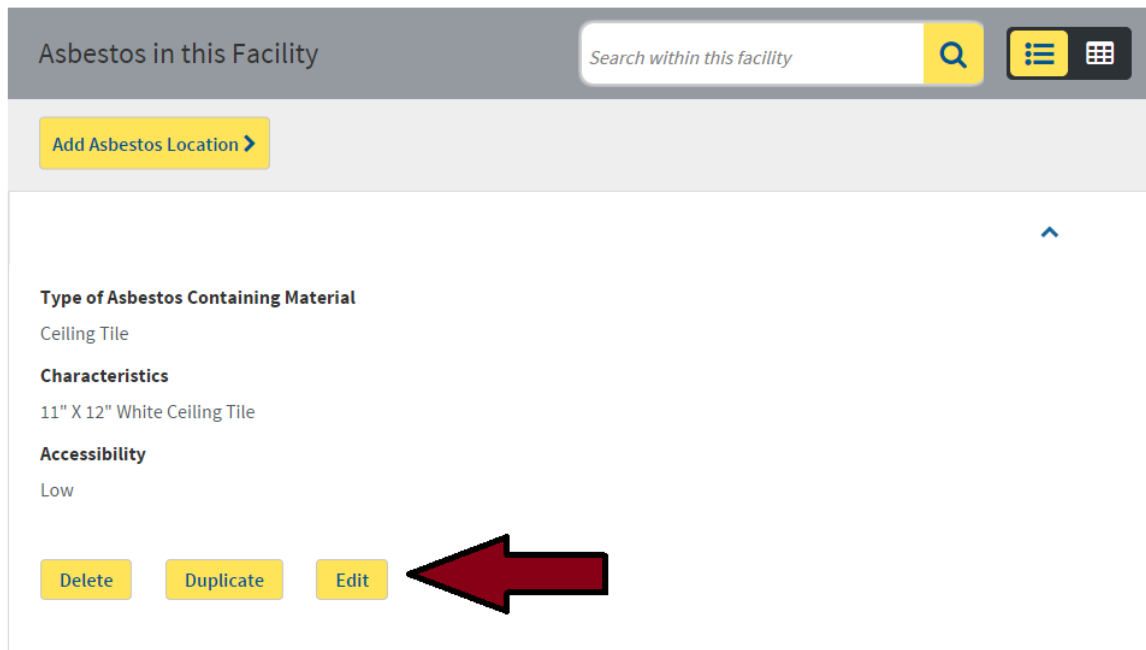 Asbestos in this Facility
Search within this facility
Add Asbestos Location
Type of Asbestos Containing Material
Ceiling Tile
Characteristics
11" X 12" White Ceiling Tile
Accessibility
Low
Delete Duplicate Edit